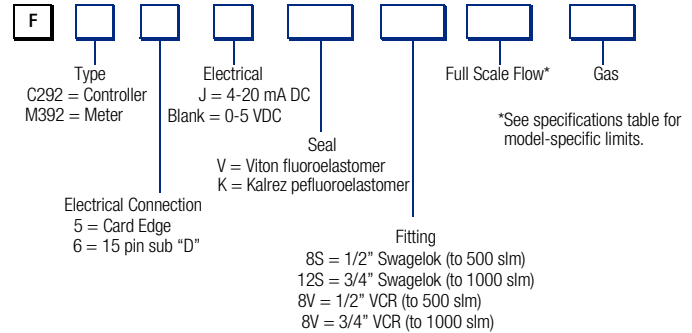 F
Type
C292 = Controller
M392 = Meter
Electrical
J = 4-20 mA DC
Blank = 0-5 VDC
Full Scale Flow*
Gas
*See specifications table for
model-specific limits.
Seal
V = Viton fluoroelastomer
K = Kalrez pefluoroelastomer
Electrical Connection
5 = Card Edge
6 = 15 pin sub “D”
Fitting
8S = 1/2” Swagelok (to 500 slm)
12S = 3/4” Swagelok (to 1000 slm)
8V = 1/2” VCR (to 500 slm)
8V = 3/4” VCR (to 1000 slm)